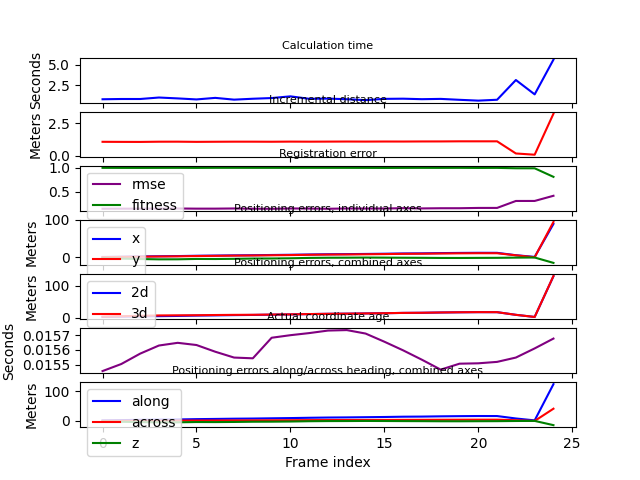 Calculation time
Seconds
5.0
2.5
Incremental distance
Meters
2.5
0.0
Registration error
1.0
0.5
rmse
fitness
Positioning errors, individual axes
Meters
100
0
x
y
Positioning errors, combined axes
Meters
100
0
2d
3d
Actual coordinate age
Seconds
0.0157
0.0156
0.0155
Positioning errors along/across heading, combined axes
Meters
100
0
along
across
z
0 5 10 15 20 25
Frame index